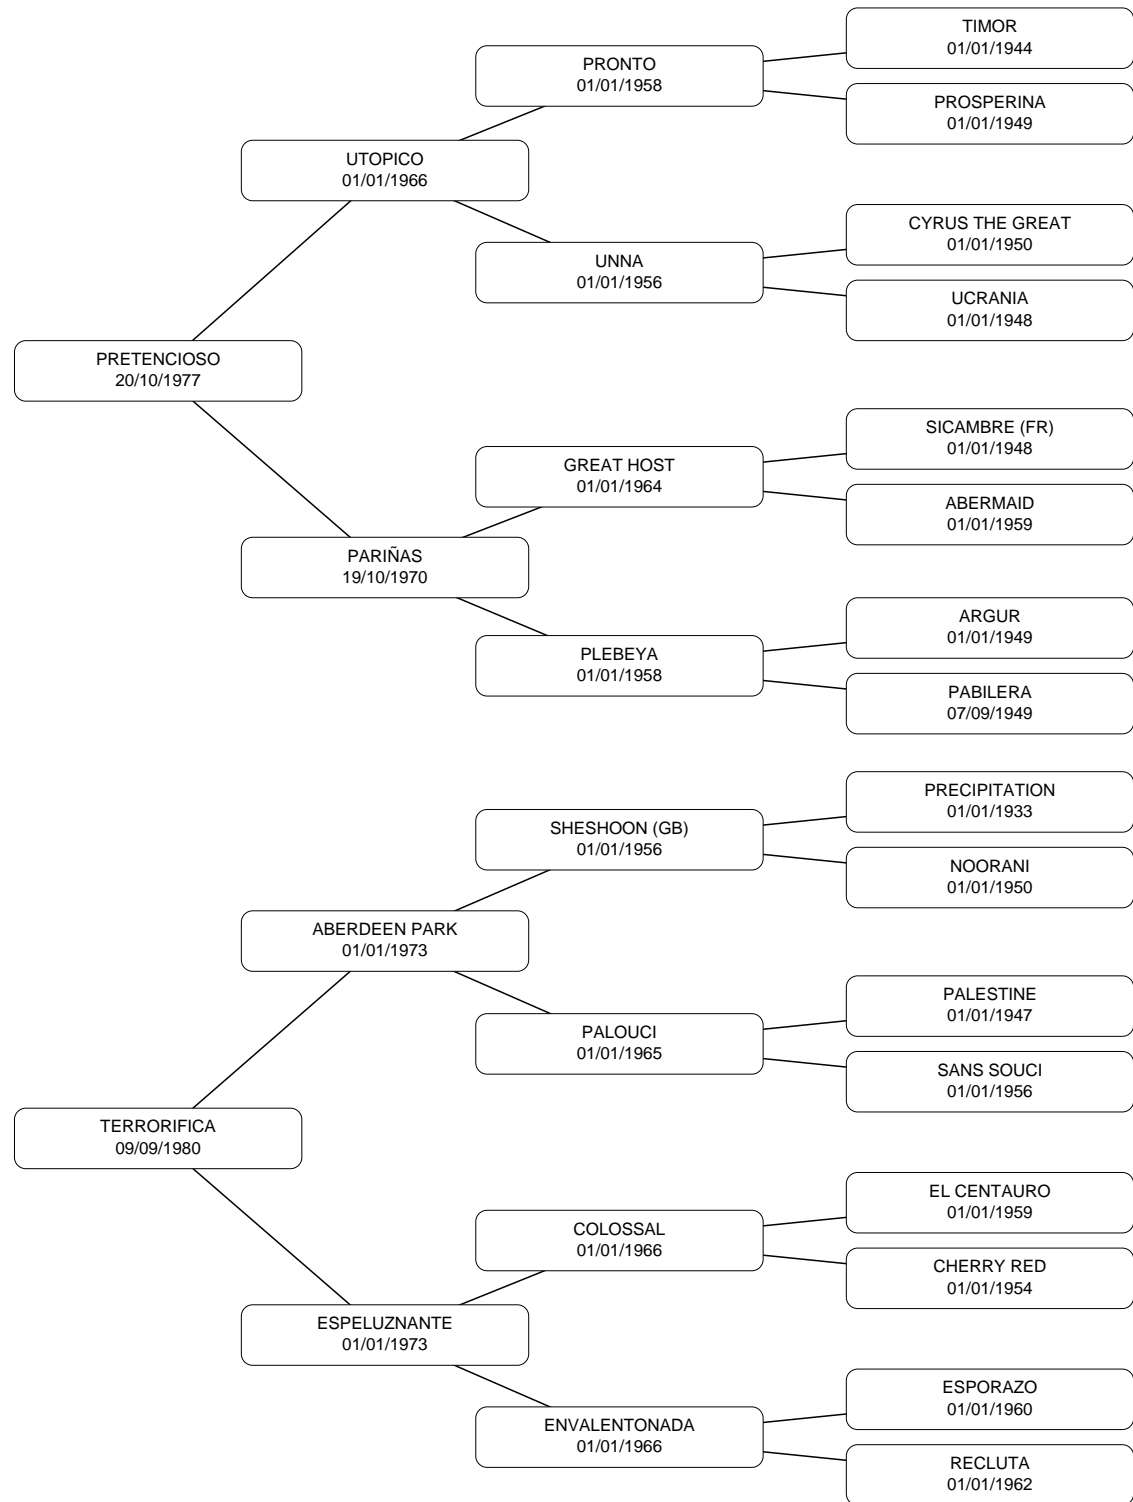 TIMOR
01/01/1944
PRONTO
01/01/1958
PROSPERINA
01/01/1949
UTOPICO
01/01/1966
CYRUS THE GREAT
01/01/1950
UNNA
01/01/1956
UCRANIA
01/01/1948
PRETENCIOSO
20/10/1977
SICAMBRE (FR)
01/01/1948
GREAT HOST
01/01/1964
ABERMAID
01/01/1959
PARIÑAS
19/10/1970
ARGUR
01/01/1949
PLEBEYA
01/01/1958
PABILERA
07/09/1949
PRECIPITATION
01/01/1933
SHESHOON (GB)
01/01/1956
NOORANI
01/01/1950
ABERDEEN PARK
01/01/1973
PALESTINE
01/01/1947
PALOUCI
01/01/1965
SANS SOUCI
01/01/1956
TERRORIFICA
09/09/1980
EL CENTAURO
01/01/1959
COLOSSAL
01/01/1966
CHERRY RED
01/01/1954
ESPELUZNANTE
01/01/1973
ESPORAZO
01/01/1960
ENVALENTONADA
01/01/1966
RECLUTA
01/01/1962